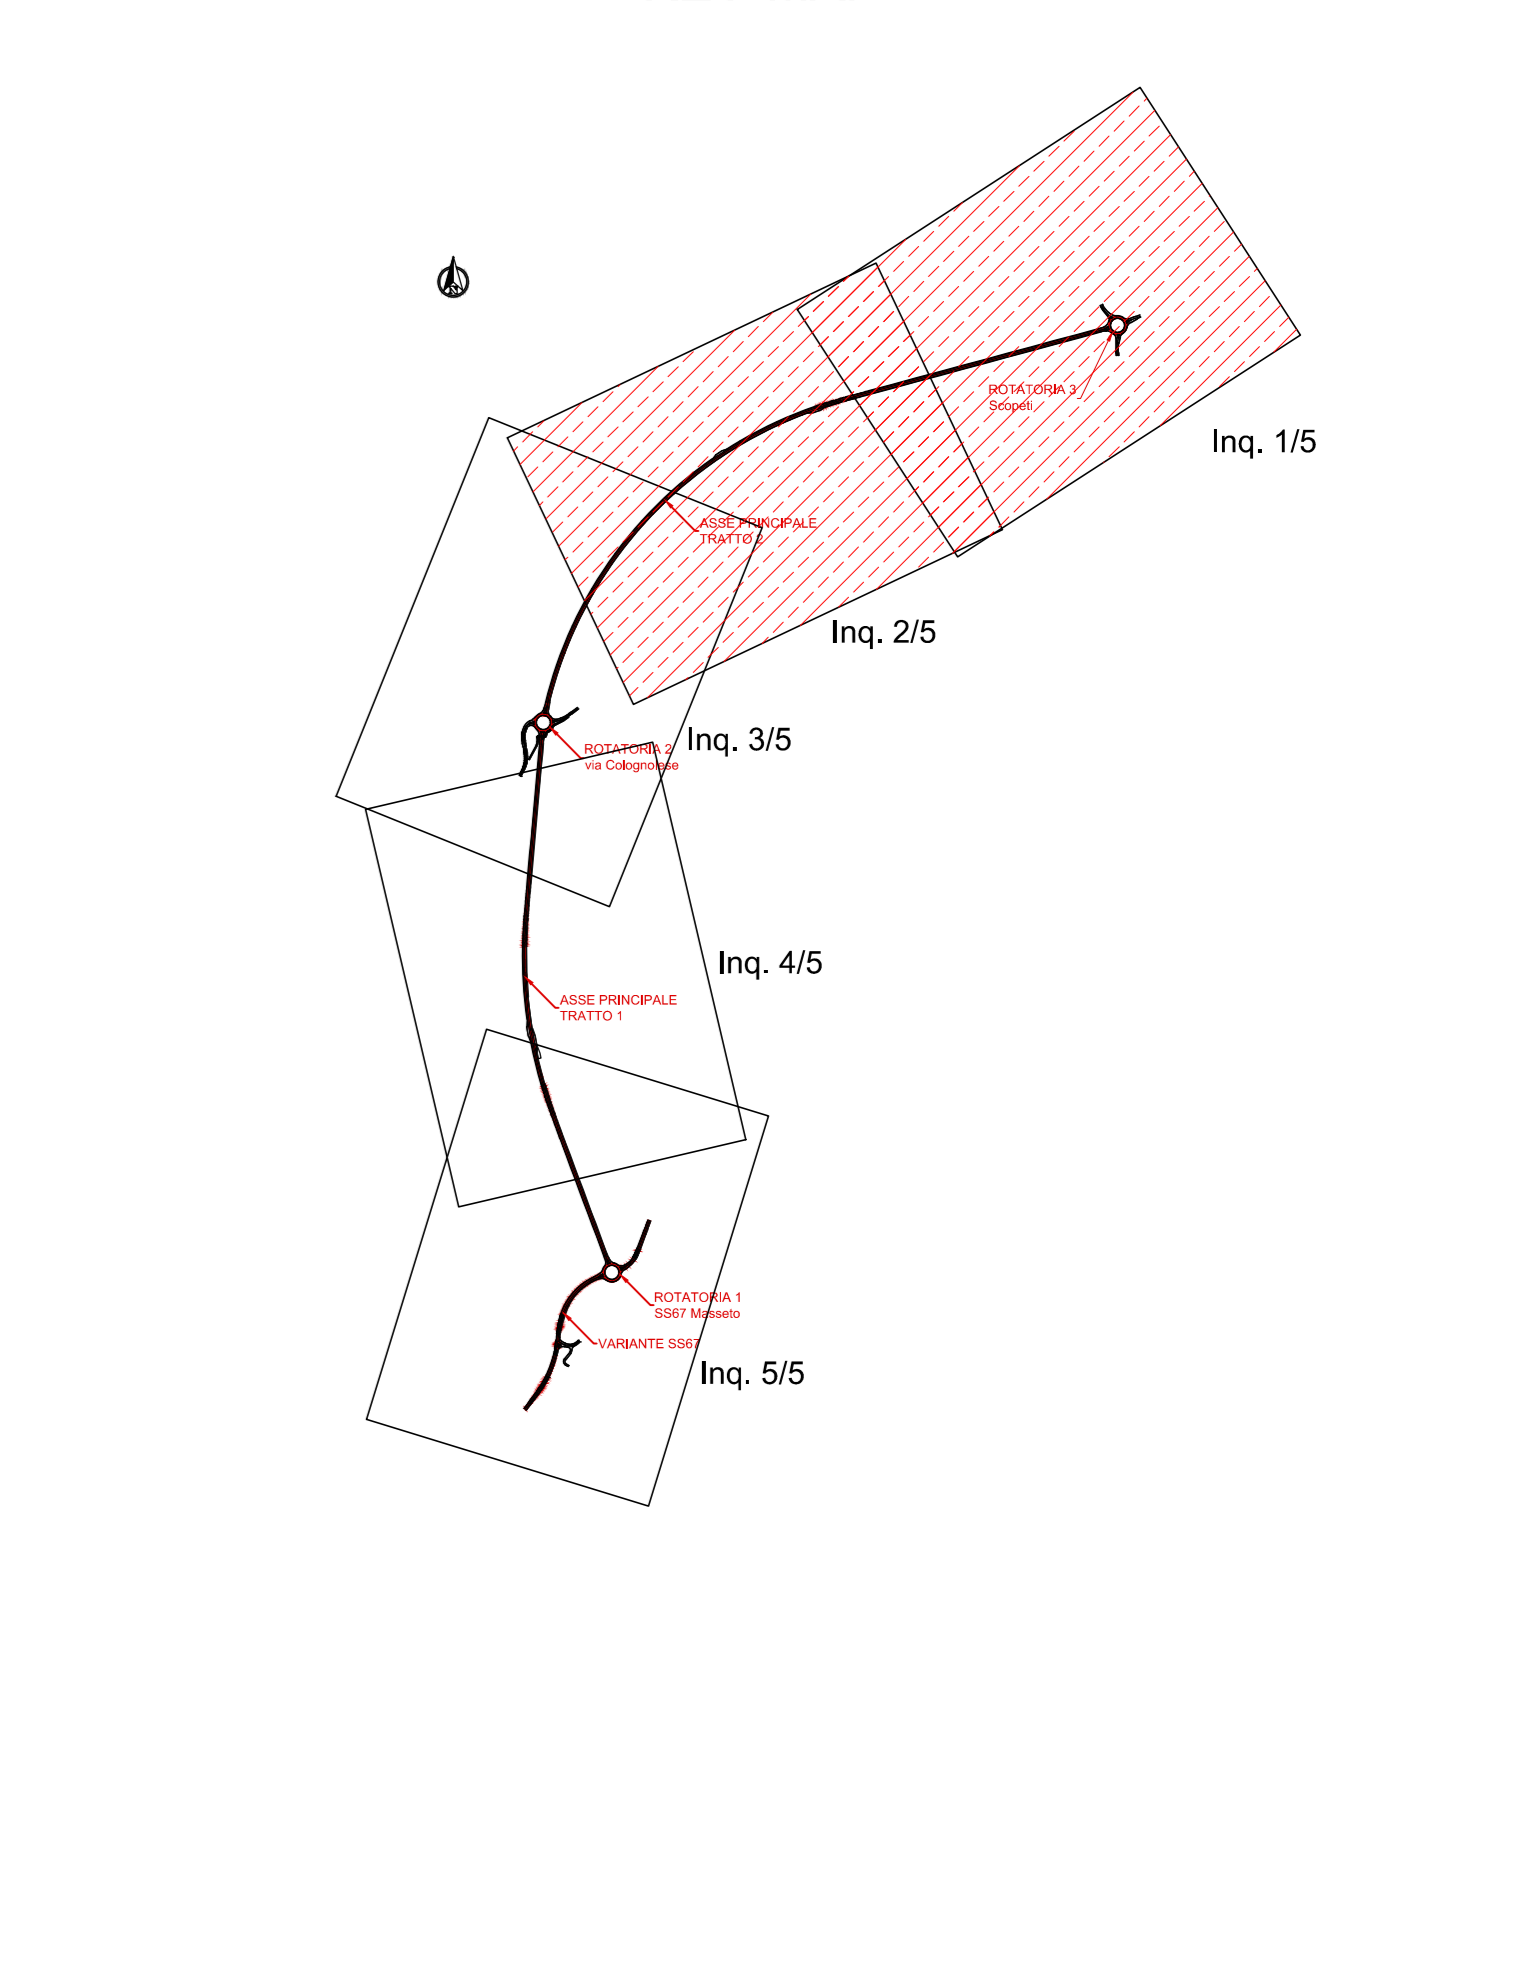 N
ROTATORIA 3
Scopeti
Inq. 1/5
ASSE PRINCIPALE
TRATTO 2
Inq. 2/5
Inq. 3/5
ROTATORIA 2
via Colognolese
Inq. 4/5
ASSE PRINCIPALE
TRATTO 1
ROTATORIA 1
SS67 Masseto
VARIANTE SS67
Inq. 5/5